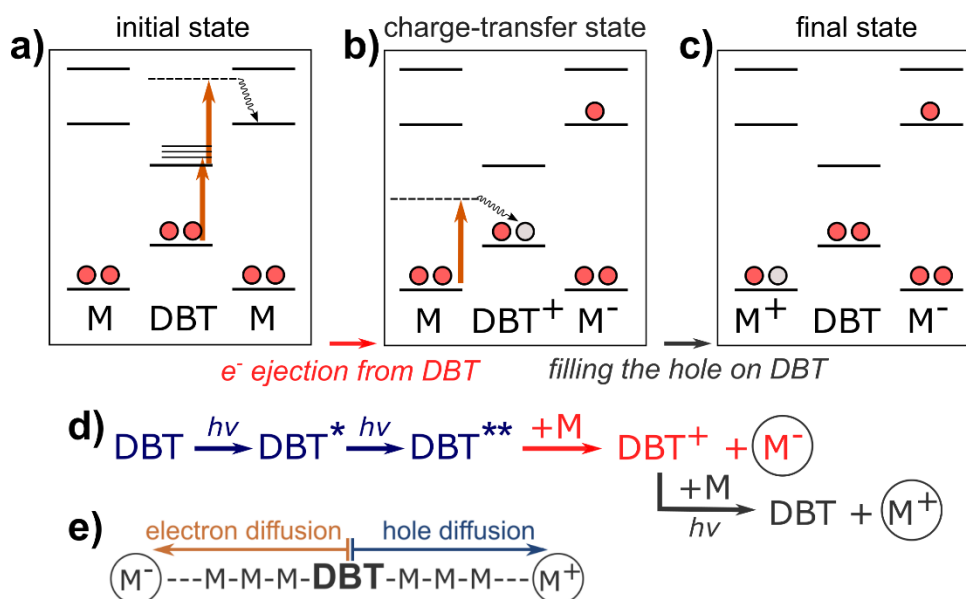 a) initial state
b) charge-transfer state
c) final state
M DBT M
M DBT+ M-
M+ DBT M-
e- ejection from DBT
filling the hole on DBT
d) DBT hν DBT* hν DBT** +M DBT+ + M-
+M hν DBT + M+
e) electron diffusion hole diffusion
M- ---M-M-M-DBT-M-M-M--- M+